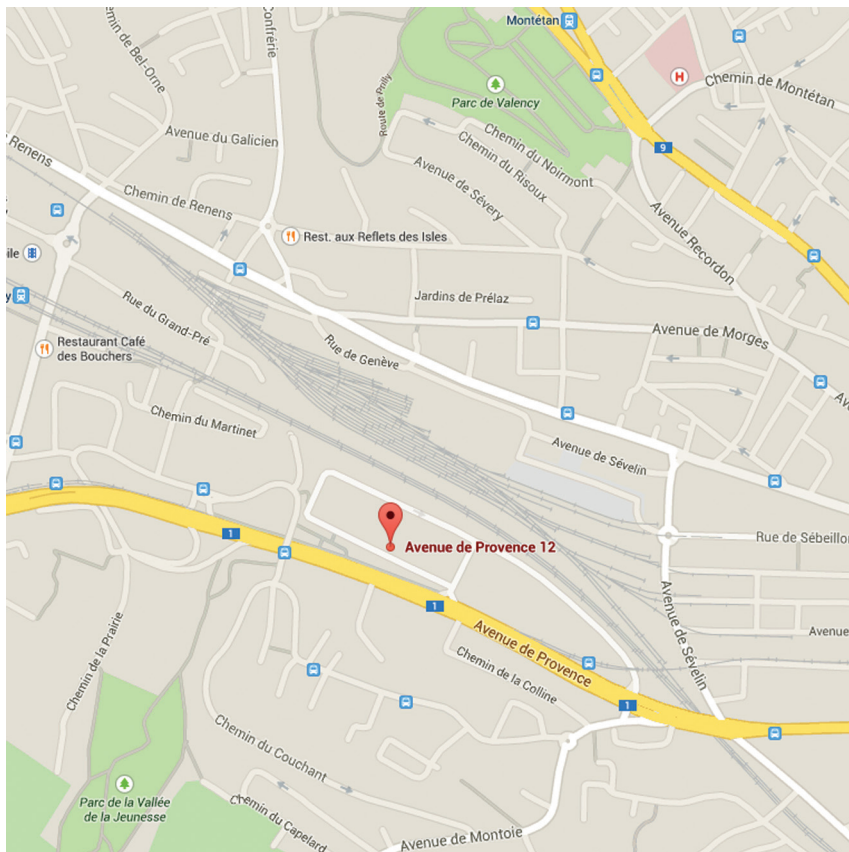 Montétan
H
Chemin de Montétan
Parc de Valency
Chemin de Bel-Orne
Confrérie
Route de Prilly
Avenue du Galicien
Chemin du Noirmont
Chemin du Risoux
Avenue de Sévery
9
Renens
Chemin de Renens
Avenue Recordon
Rest. aux Reflets des Isles
Jardins de Prélaz
Rue du Grand-Pré
Avenue de Morges
Restaurant Café
des Bouchers
Rue de Genève
Chemin du Martinet
Avenue de Sévelin
1
Avenue de Provence 12
Rue de Sébeillon
1
Avenue de Sévelin
Avenue
Avenue de Provence
Chemin de la Prairie
Chemin de la Colline
1
Chemin du Couchant
Parc de la Vallée
de la Jeunesse
Chemin du Capelard
Avenue de Montoie